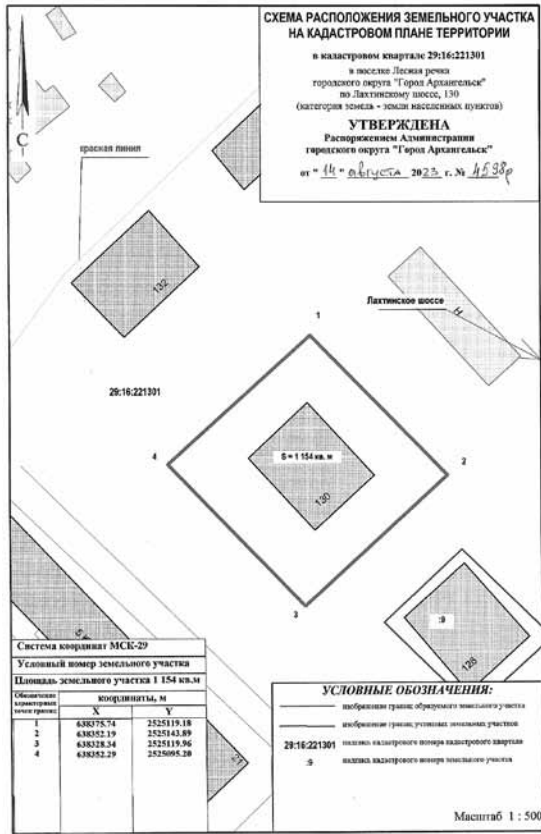 СХЕМА РАСПОЛОЖЕНИЯ ЗЕМЕЛЬНОГО УЧАСТКА
НА КАДАСТРОВОМ ПЛАНЕ ТЕРРИТОРИИ
в кадастровом квартале 29:16:221301
в поселке Лесная речка
городского округа "Город Архангельск"
по Лахтинскому шоссе, 130
(категория земель - земли населенных пунктов)
УТВЕРЖДЕНА
Распоряжением Администрации
городского округа "Город Архангельск"
от "14" августа 2023 г. № 4598р
С
красная линия
132
Лахтинское шоссе
Н
1
29:16:221301
4
S = 1 154 кв. м
2
130
3
:9
128
Система координат МСК-29
Условный номер земельного участка
Площадь земельного участка 1 154 кв.м
Обозначение характерных точек границ
координаты, м
X Y
1 638375.74 2525119.18
2 638352.19 2525143.89
3 638328.34 2525119.96
4 638352.29 2525095.20
УСЛОВНЫЕ ОБОЗНАЧЕНИЯ:
изображение границ образуемого земельного участка
изображение границ учтенных земельных участков
29:16:221301 надпись кадастрового номера кадастрового квартала
:9 надпись кадастрового номера земельного участка
Масштаб 1 : 500